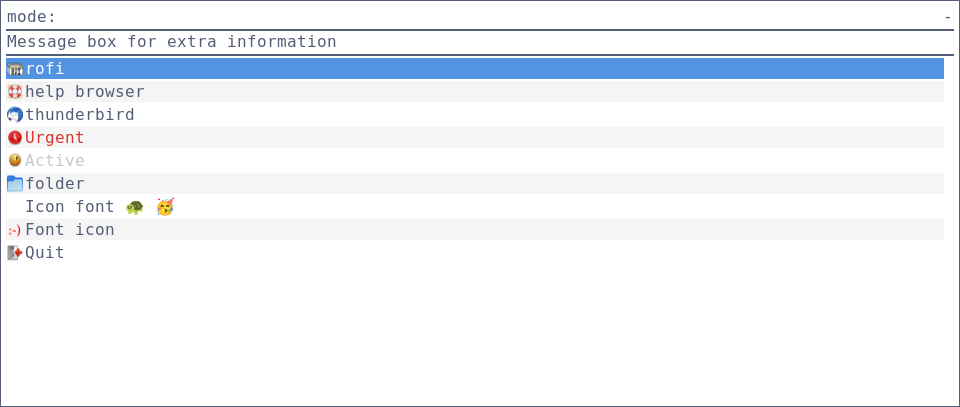 mode: -
Message box for extra information
rofi
help browser
thunderbird
Urgent
Active
folder
Icon font 🐢 🥳
:-) Font icon
Quit